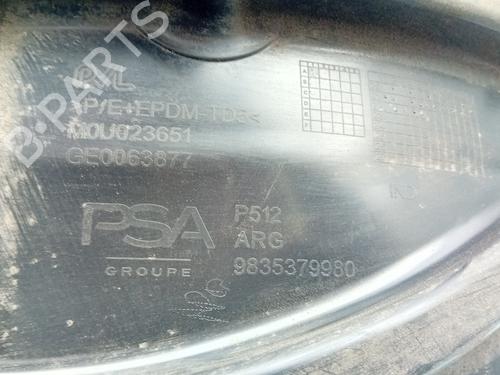 P/E+EPDM-TD5<
M0U023651
GE0063877
PSA
GROUPE
P512
ARG
9835379980
B-PARTS